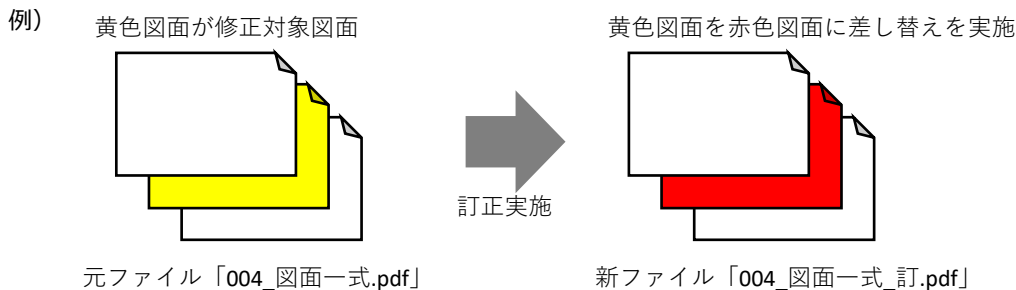 例）
黄色図面が修正対象図面
黄色図面を赤色図面に差し替えを実施
訂正実施
元ファイル「004_図面一式.pdf」
新ファイル「004_図面一式_訂.pdf」